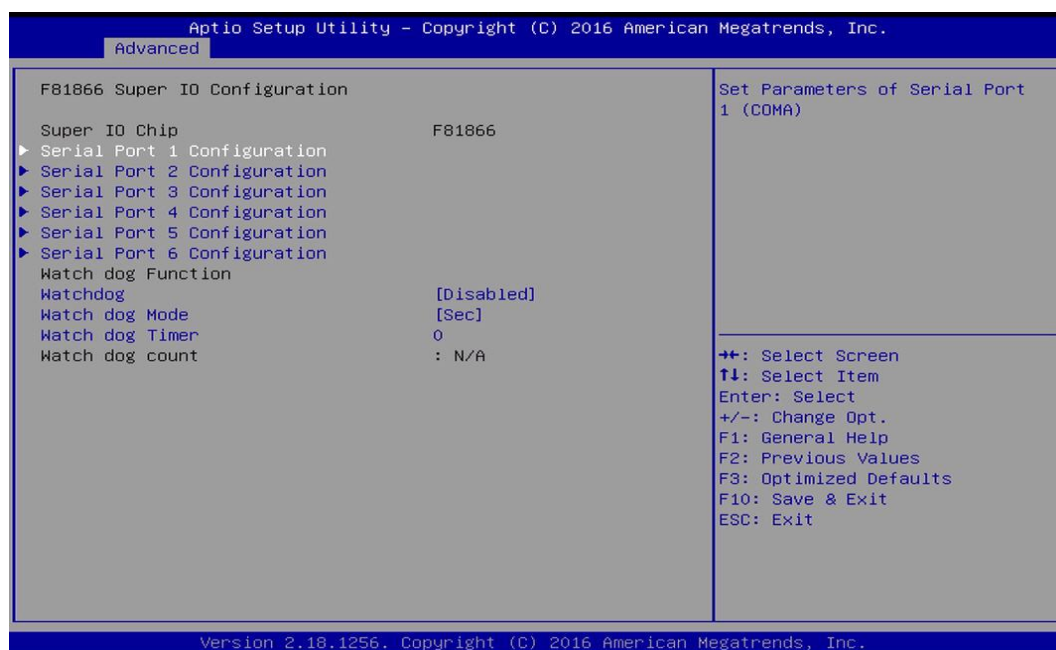 Aptio Setup Utility – Copyright (C) 2016 American Megatrends, Inc.
Advanced
F81866 Super IO Configuration
Super IO Chip F81866
▶ Serial Port 1 Configuration
▶ Serial Port 2 Configuration
▶ Serial Port 3 Configuration
▶ Serial Port 4 Configuration
▶ Serial Port 5 Configuration
▶ Serial Port 6 Configuration
Watch dog Function
Watchdog [Disabled]
Watch dog Mode [Sec]
Watch dog Timer 0
Watch dog count : N/A
Set Parameters of Serial Port
1 (COMA)
→←: Select Screen
↑↓: Select Item
Enter: Select
+/-: Change Opt.
F1: General Help
F2: Previous Values
F3: Optimized Defaults
F10: Save & Exit
ESC: Exit
Version 2.18.1256. Copyright (C) 2016 American Megatrends, Inc.